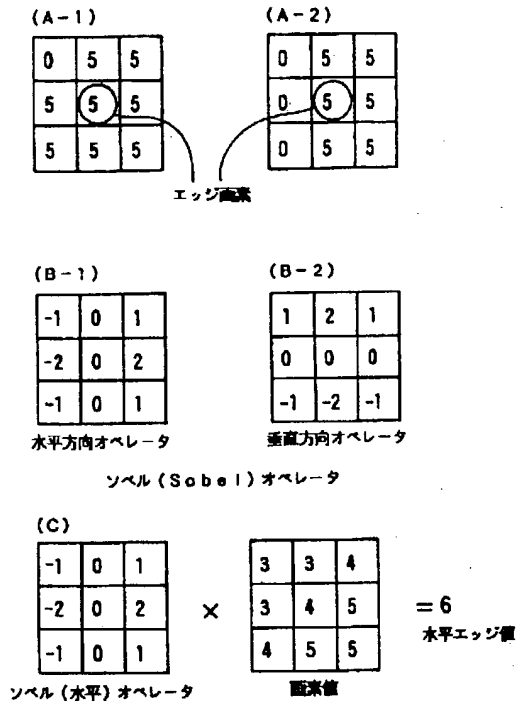 (A-1) (A-2)
0 5 5 0 5 5
5 5 5 0 5 5
5 5 5 0 5 5
エッジ画素
(B-1) (B-2)
-1 0 1 1 2 1
-2 0 2 0 0 0
-1 0 1 -1 -2 -1
水平方向オペレータ 垂直方向オペレータ
ソベル(Sobel)オペレータ
(C)
-1 0 1 3 3 4
-2 0 2 × 3 4 5 =6
水平エッジ値
-1 0 1 4 5 5
ソベル(水平)オペレータ 画素値